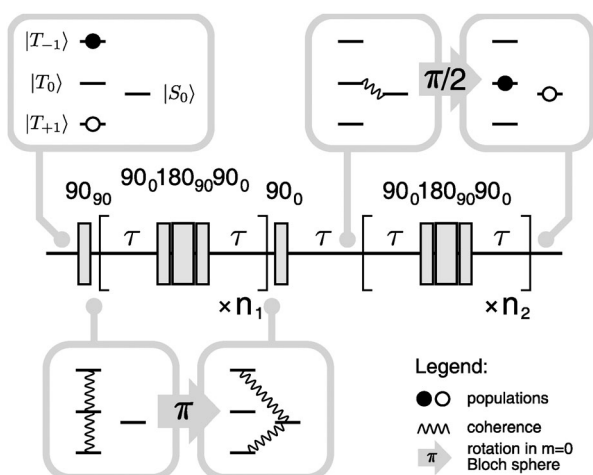 |T₋₁⟩
|T₀⟩ |S₀⟩
|T₊₁⟩
π/2
90₉₀ 90₀180₉₀90₀ 90₀ 90₀180₉₀90₀
τ τ τ τ τ
×n₁ ×n₂
π
Legend:
populations
coherence
π rotation in m=0
Bloch sphere